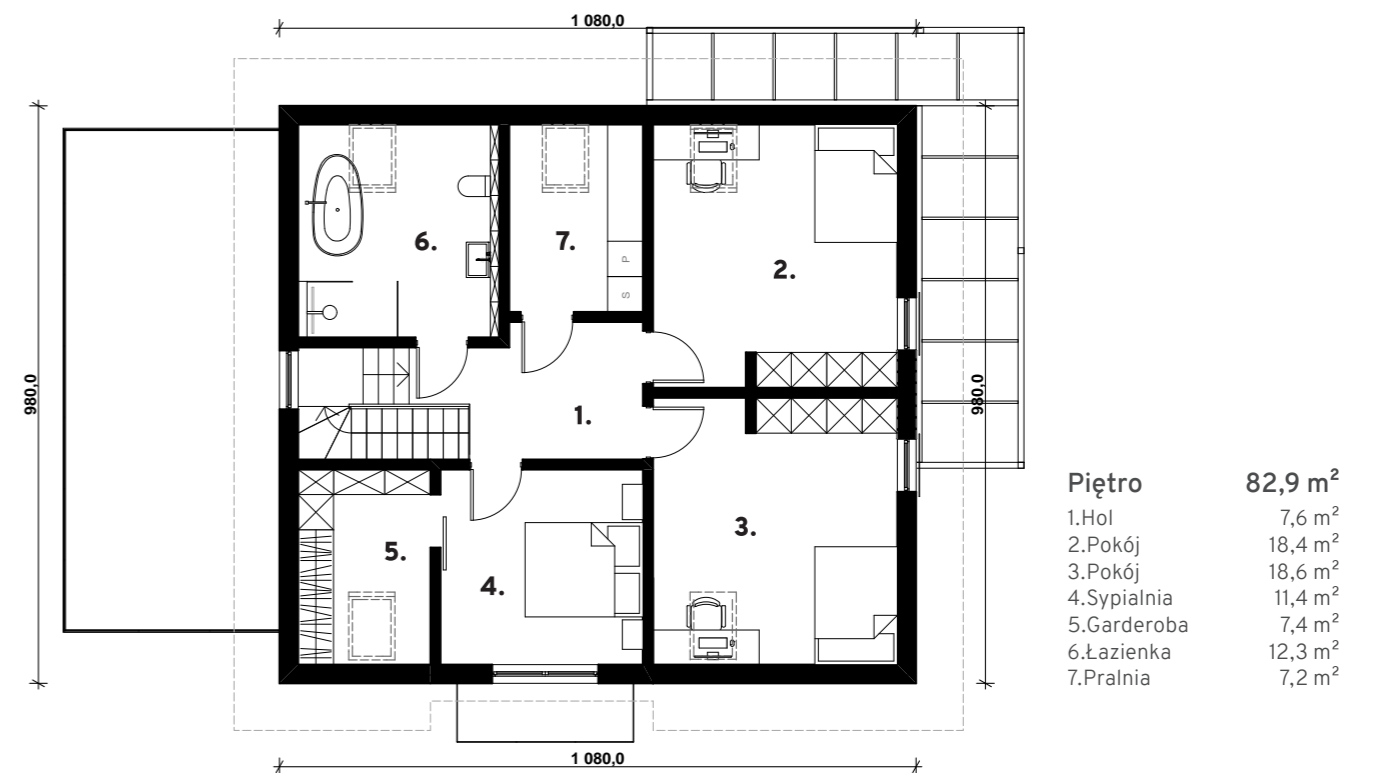 1 080,0
980,0
980,0
6.
7.
P
S
2.
1.
5.
4.
3.
1 080,0
Piętro 82,9 m²
1.Hol 7,6 m²
2.Pokój 18,4 m²
3.Pokój 18,6 m²
4.Sypialnia 11,4 m²
5.Garderoba 7,4 m²
6.Łazienka 12,3 m²
7.Pralnia 7,2 m²